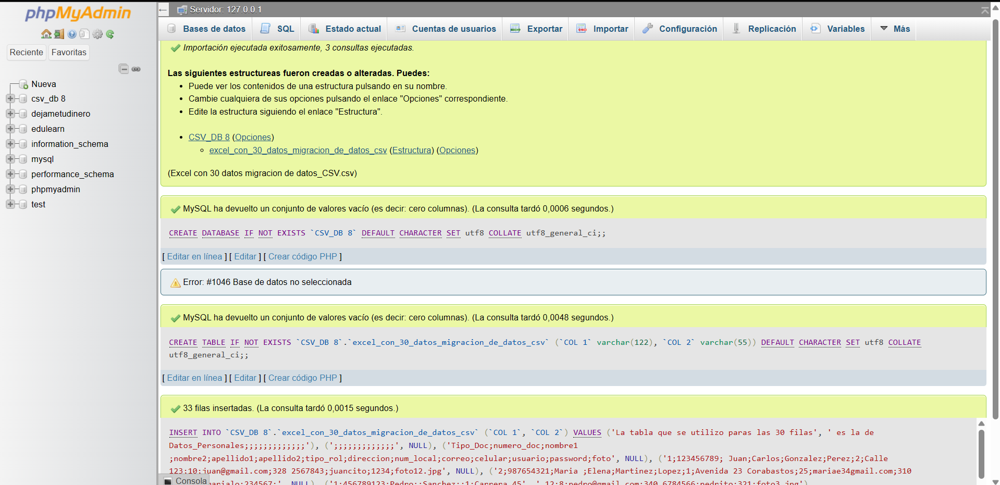 phpMyAdmin
Reciente Favoritas
Nueva
csv_db 8
dejametudinero
edulearn
information_schema
mysql
performance_schema
phpmyadmin
test
Servidor: 127.0.0.1
Bases de datos SQL Estado actual Cuentas de usuarios Exportar Importar Configuración Replicación Variables Más
Importación ejecutada exitosamente, 3 consultas ejecutadas.
Las siguientes estructureas fueron creadas o alteradas. Puedes:
• Puede ver los contenidos de una estructura pulsando en su nombre.
• Cambie cualquiera de sus opciones pulsando el enlace "Opciones" correspondiente.
• Edite la estructura siguiendo el enlace "Estructura".
• CSV_DB 8 (Opciones)
◦ excel_con_30_datos_migracion_de_datos_csv (Estructura) (Opciones)
(Excel con 30 datos migracion de datos_CSV.csv)
MySQL ha devuelto un conjunto de valores vacío (es decir: cero columnas). (La consulta tardó 0,0006 segundos.)
CREATE DATABASE IF NOT EXISTS `CSV_DB 8` DEFAULT CHARACTER SET utf8 COLLATE utf8_general_ci;;
[ Editar en línea ] [ Editar ] [ Crear código PHP ]
Error: #1046 Base de datos no seleccionada
MySQL ha devuelto un conjunto de valores vacío (es decir: cero columnas). (La consulta tardó 0,0048 segundos.)
CREATE TABLE IF NOT EXISTS `CSV_DB 8`.`excel_con_30_datos_migracion_de_datos_csv` (`COL 1` varchar(122), `COL 2` varchar(55)) DEFAULT CHARACTER SET utf8 COLLATE
utf8_general_ci;;
[ Editar en línea ] [ Editar ] [ Crear código PHP ]
33 filas insertadas. (La consulta tardó 0,0015 segundos.)
INSERT INTO `CSV_DB 8`.`excel_con_30_datos_migracion_de_datos_csv` (`COL 1`, `COL 2`) VALUES ('La tabla que se utilizo paras las 30 filas', ' es la de
Datos_Personales;;;;;;;;;;;;;'), (';;;;;;;;;;;;;', NULL), ('Tipo_Doc;numero_doc;nombre1
;nombre2;apellido1;apellido2;tipo_rol;direccion;num_local;correo;celular;usuario;password;foto', NULL), ('1;123456789; Juan;Carlos;Gonzalez;Perez;2;Calle
123;10;juan@gmail.com;328 2567843;juancito;1234;foto12.jpg', NULL), ('2;987654321;Maria ;Elena;Martinez;Lopez;1;Avenida 23 Corabastos;25;mariae34gmail.com;310
marialo;234567;', NULL), ('1;456789123;Pedro;;Sanchez;;1;Carrera 45', ' 12;8;pedro@gmail.com;340 6784566;pedrito;321;foto3.jpg')
Consola